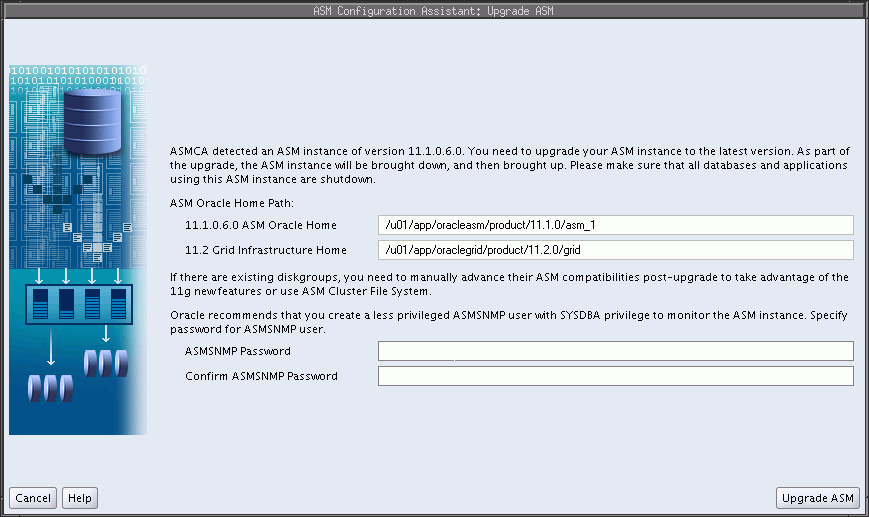 ASM Configuration Assistant: Upgrade ASM
ASMCA detected an ASM instance of version 11.1.0.6.0. You need to upgrade your ASM instance to the latest version. As part of
the upgrade, the ASM instance will be brought down, and then brought up. Please make sure that all databases and applications
using this ASM instance are shutdown.
ASM Oracle Home Path:
11.1.0.6.0 ASM Oracle Home
/u01/app/oracleasm/product/11.1.0/asm_1
11.2 Grid Infrastructure Home
/u01/app/oraclegrid/product/11.2.0/grid
If there are existing diskgroups, you need to manually advance their ASM compatibilities post-upgrade to take advantage of the
11g new features or use ASM Cluster File System.
Oracle recommends that you create a less privileged ASMSNMP user with SYSDBA privilege to monitor the ASM instance. Specify
password for ASMSNMP user.
ASMSNMP Password
Confirm ASMSNMP Password
Cancel
Help
Upgrade ASM